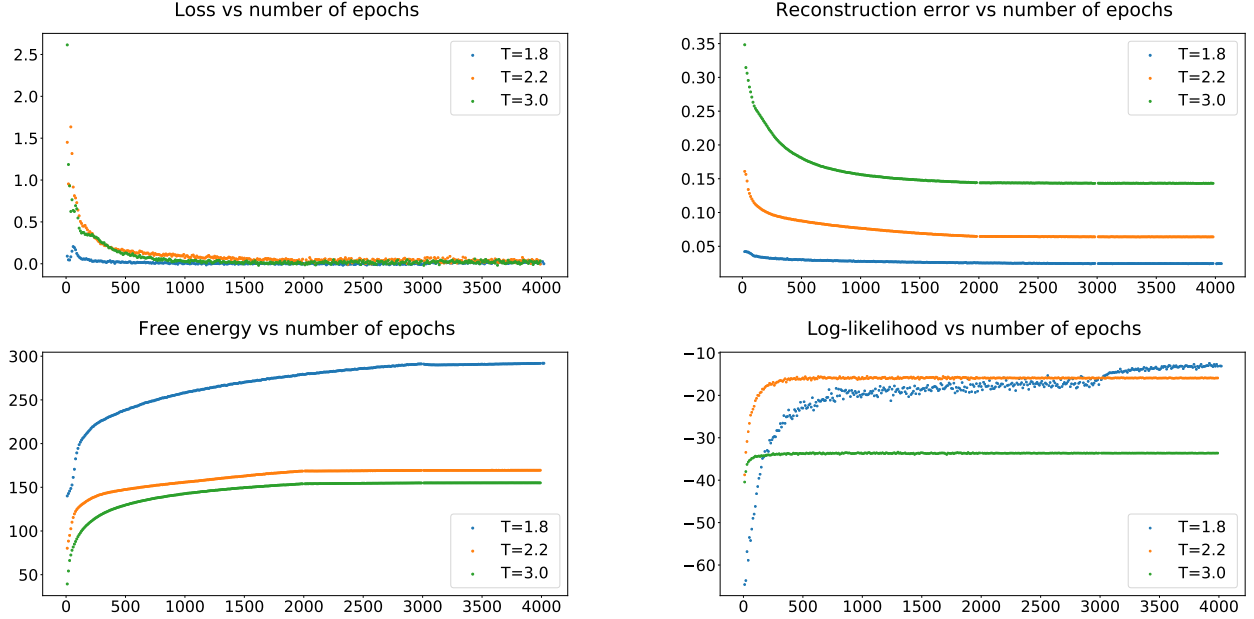 Loss vs number of epochs
2.5
2.0
1.5
1.0
0.5
0.0
0 500 1000 1500 2000 2500 3000 3500 4000
T=1.8
T=2.2
T=3.0
Reconstruction error vs number of epochs
0.35
0.30
0.25
0.20
0.15
0.10
0.05
0 500 1000 1500 2000 2500 3000 3500 4000
T=1.8
T=2.2
T=3.0
Free energy vs number of epochs
300
250
200
150
100
50
0 500 1000 1500 2000 2500 3000 3500 4000
T=1.8
T=2.2
T=3.0
Log-likelihood vs number of epochs
−10
−20
−30
−40
−50
−60
0 500 1000 1500 2000 2500 3000 3500 4000
T=1.8
T=2.2
T=3.0